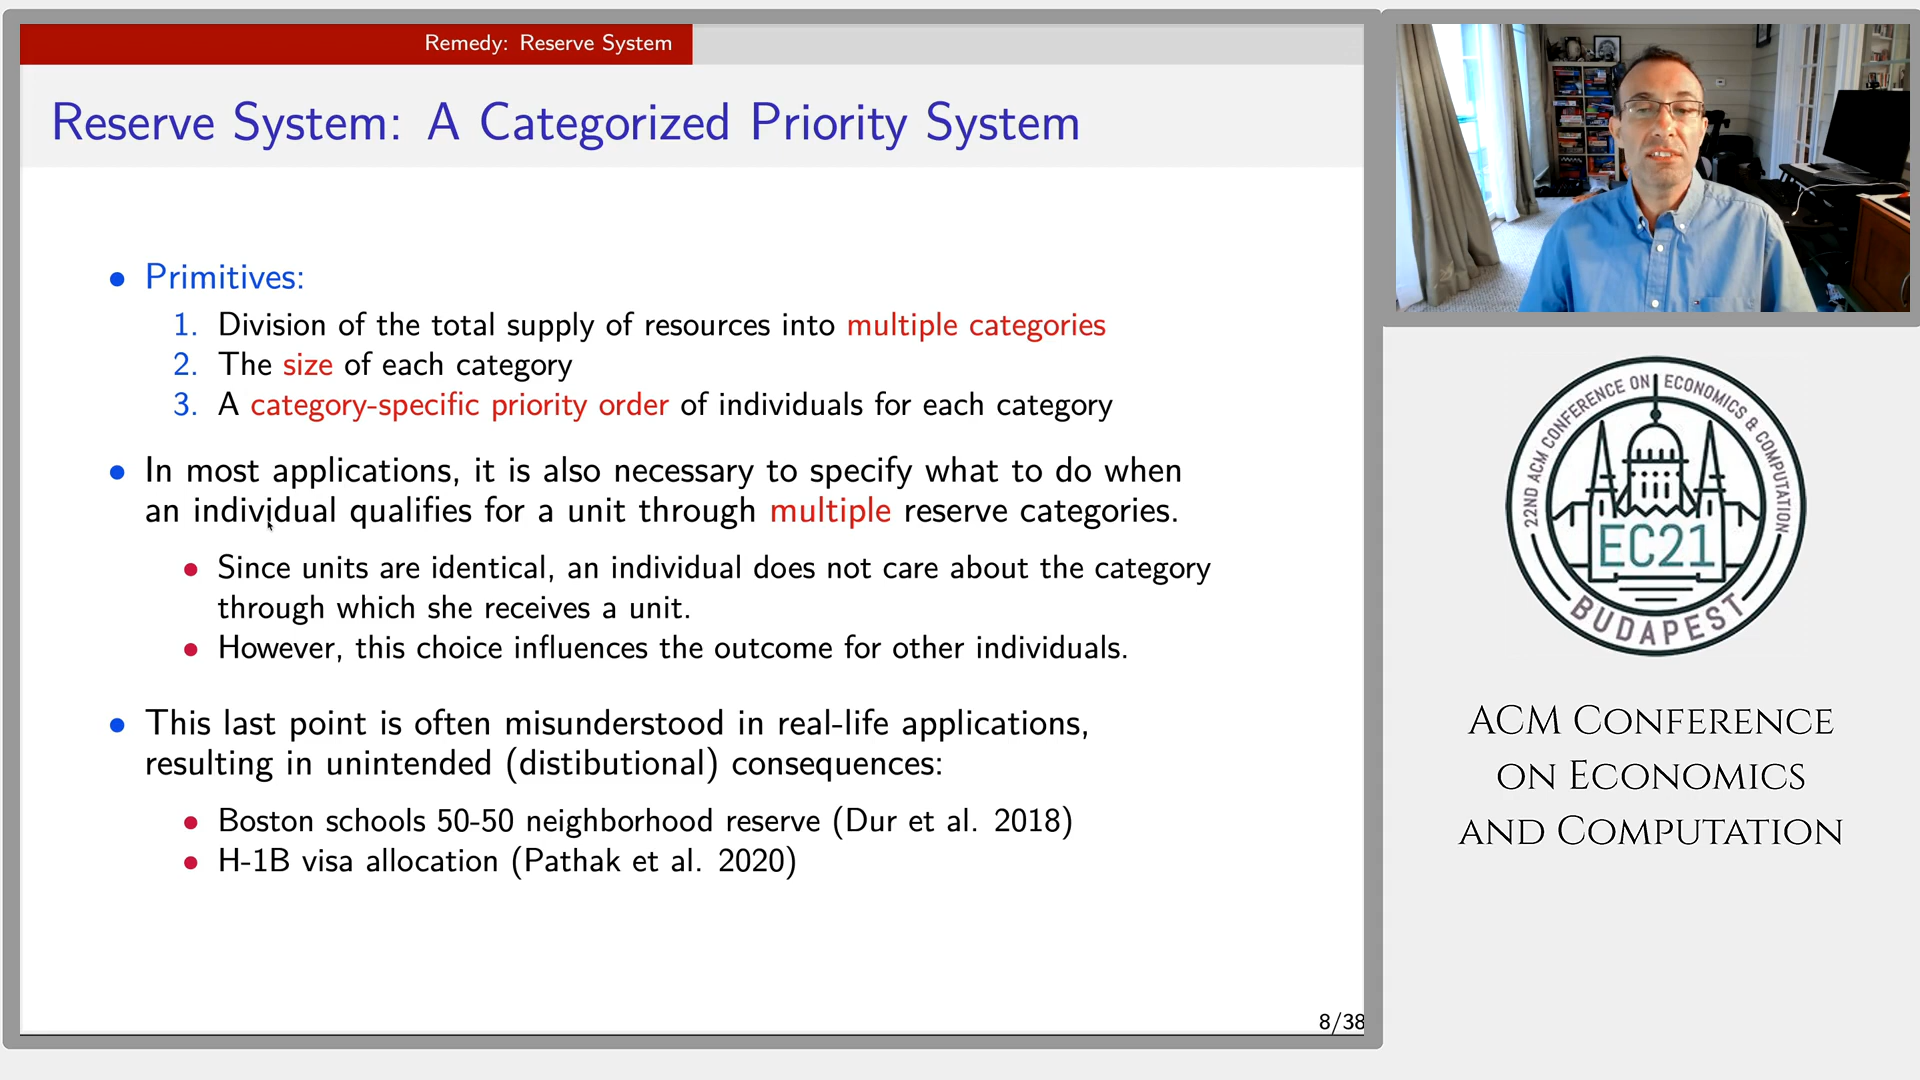 Remedy: Reserve System
Reserve System: A Categorized Priority System
• Primitives:
1. Division of the total supply of resources into multiple categories
2. The size of each category
3. A category-specific priority order of individuals for each category
• In most applications, it is also necessary to specify what to do when
an individual qualifies for a unit through multiple reserve categories.
• Since units are identical, an individual does not care about the category
through which she receives a unit.
• However, this choice influences the outcome for other individuals.
• This last point is often misunderstood in real-life applications,
resulting in unintended (distibutional) consequences:
• Boston schools 50-50 neighborhood reserve (Dur et al. 2018)
• H-1B visa allocation (Pathak et al. 2020)
8/38
22ND ACM CONFERENCE ON ECONOMICS & COMPUTATION
EC21
BUDAPEST
ACM Conference
on Economics
and Computation